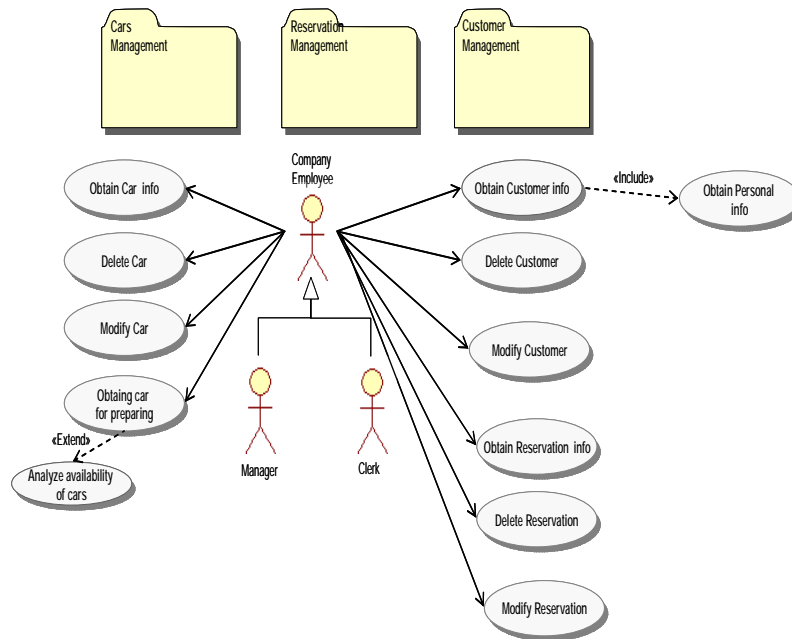 Cars
Management
Reservation
Management
Customer
Management
Company
Employee
Obtain Car info
Obtain Customer info
«Include»
Obtain Personal
info
Delete Car
Delete Customer
Modify Car
Modify Customer
Obtaing car
for preparing
«Extend»
Analyze availability
of cars
Manager
Clerk
Obtain Reservation info
Delete Reservation
Modify Reservation